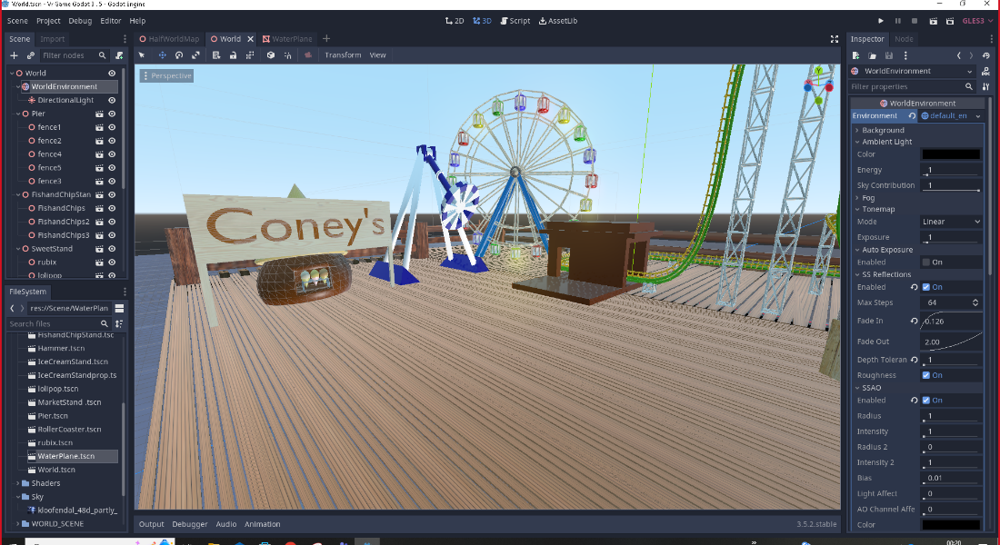 World.tscn - Vr Game Godot 3.5 - Godot Engine
Scene Project Debug Editor Help
2D 3D Script AssetLib
GLES3
Scene Import
HalfWorldMap World WaterPlane
Inspector Node
Filter nodes
Transform View
World
WorldEnvironment
DirectionalLight
Pier
fence1
fence2
fence4
fence5
fence3
FishandChipStan
FishandChips
FishandChips2
FishandChips3
SweetStand
rubix
lolipop
FileSystem
res://Scene/WaterPlan
Search files
FishandChipStand.tsc
Hammer.tscn
IceCreamStand.tscn
IceCreamStandprop.ts
lolipop.tscn
MarketStand .tscn
Pier.tscn
RollerCoaster.tscn
rubix.tscn
WaterPlane.tscn
World.tscn
Shaders
Sky
kloofendal_48d_partly_
WORLD_SCENE
Perspective
Y
Coney's
Output Debugger Audio Animation
3.5.2.stable
WorldEnvironment
Filter properties
WorldEnvironment
Environment default_en
Background
Ambient Light
Color
Energy 1
Sky Contribution 1
Fog
Tonemap
Mode Linear
Exposure 1
Auto Exposure
Enabled On
SS Reflections
Enabled On
Max Steps 64
Fade In 0.126
Fade Out 2.00
Depth Toleran 1
Roughness On
SSAO
Enabled On
Radius 1
Intensity 1
Radius 2 0
Intensity 2 1
Bias 0.01
Light Affect 0
AO Channel Affe 0
Color
00:20